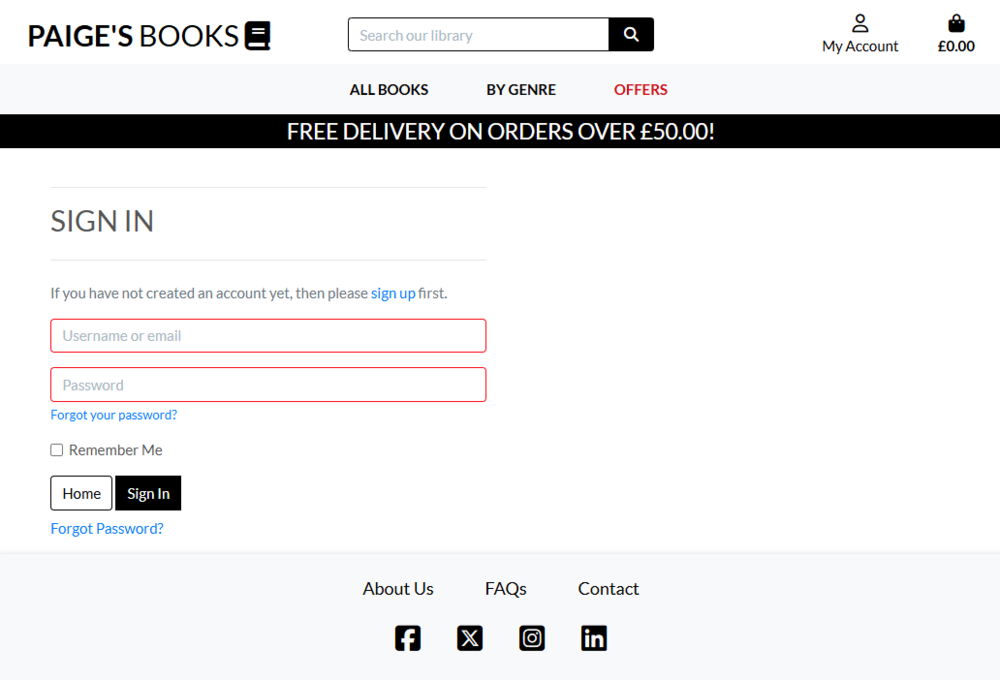 PAIGE'S BOOKS
Search our library
My Account
£0.00
ALL BOOKS BY GENRE OFFERS
FREE DELIVERY ON ORDERS OVER £50.00!
SIGN IN
If you have not created an account yet, then please sign up first.
Username or email
Password
Forgot your password?
Remember Me
Home Sign In
Forgot Password?
About Us FAQs Contact